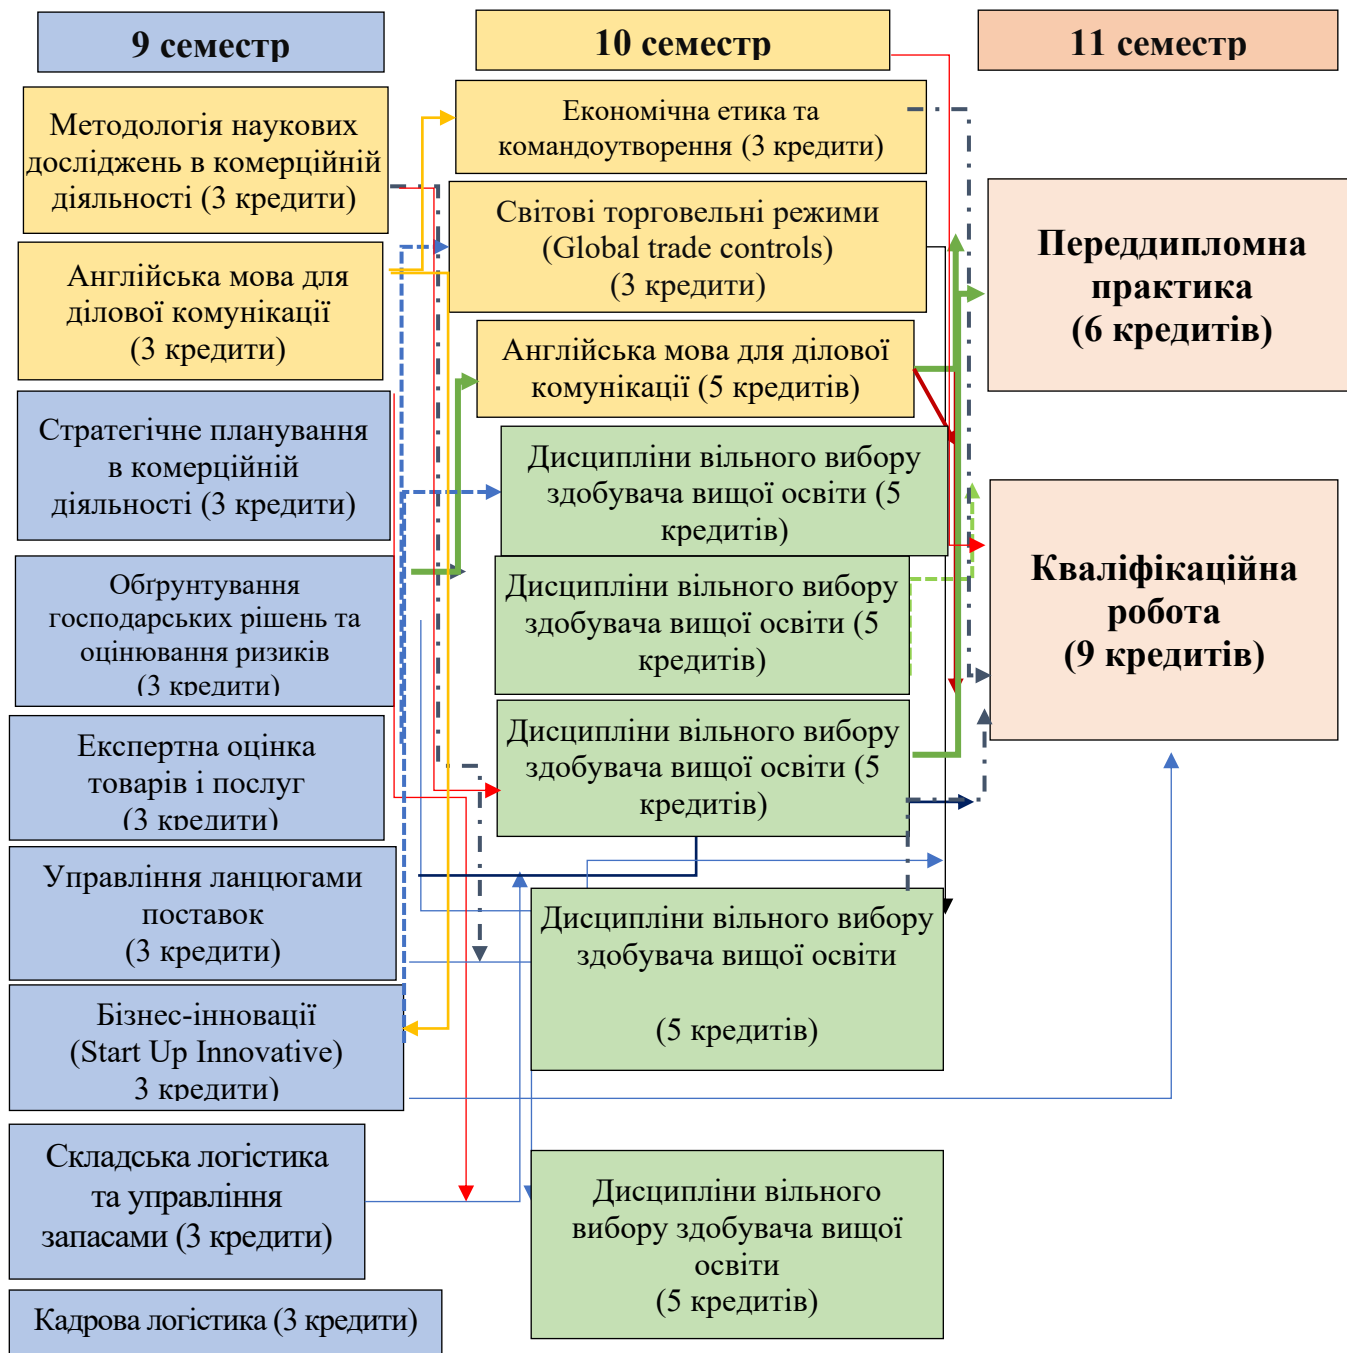 9 семестр
Методологія наукових
досліджень в комерційній
діяльності (3 кредити)
Англійська мова для
ділової комунікації
(3 кредити)
Стратегічне планування
в комерційній
діяльності (3 кредити)
Обґрунтування
господарських рішень та
оцінювання ризиків
(3 кредити)
Експертна оцінка
товарів і послуг
(3 кредити)
Управління ланцюгами
поставок
(3 кредити)
Бізнес-інновації
(Start Up Innovative)
3 кредити)
Складська логістика
та управління
запасами (3 кредити)
Кадрова логістика (3 кредити)
10 семестр
Економічна етика та
командоутворення (3 кредити)
Світові торговельні режими
(Global trade controls)
(3 кредити)
Англійська мова для ділової
комунікації (5 кредитів)
Дисципліни вільного вибору
здобувача вищої освіти (5
кредитів)
Дисципліни вільного вибору
здобувача вищої освіти (5
кредитів)
Дисципліни вільного вибору
здобувача вищої освіти (5
кредитів)
Дисципліни вільного вибору
здобувача вищої освіти
(5 кредитів)
Дисципліни вільного
вибору здобувача вищої
освіти
(5 кредитів)
11 семестр
Переддипломна
практика
(6 кредитів)
Кваліфікаційна
робота
(9 кредитів)